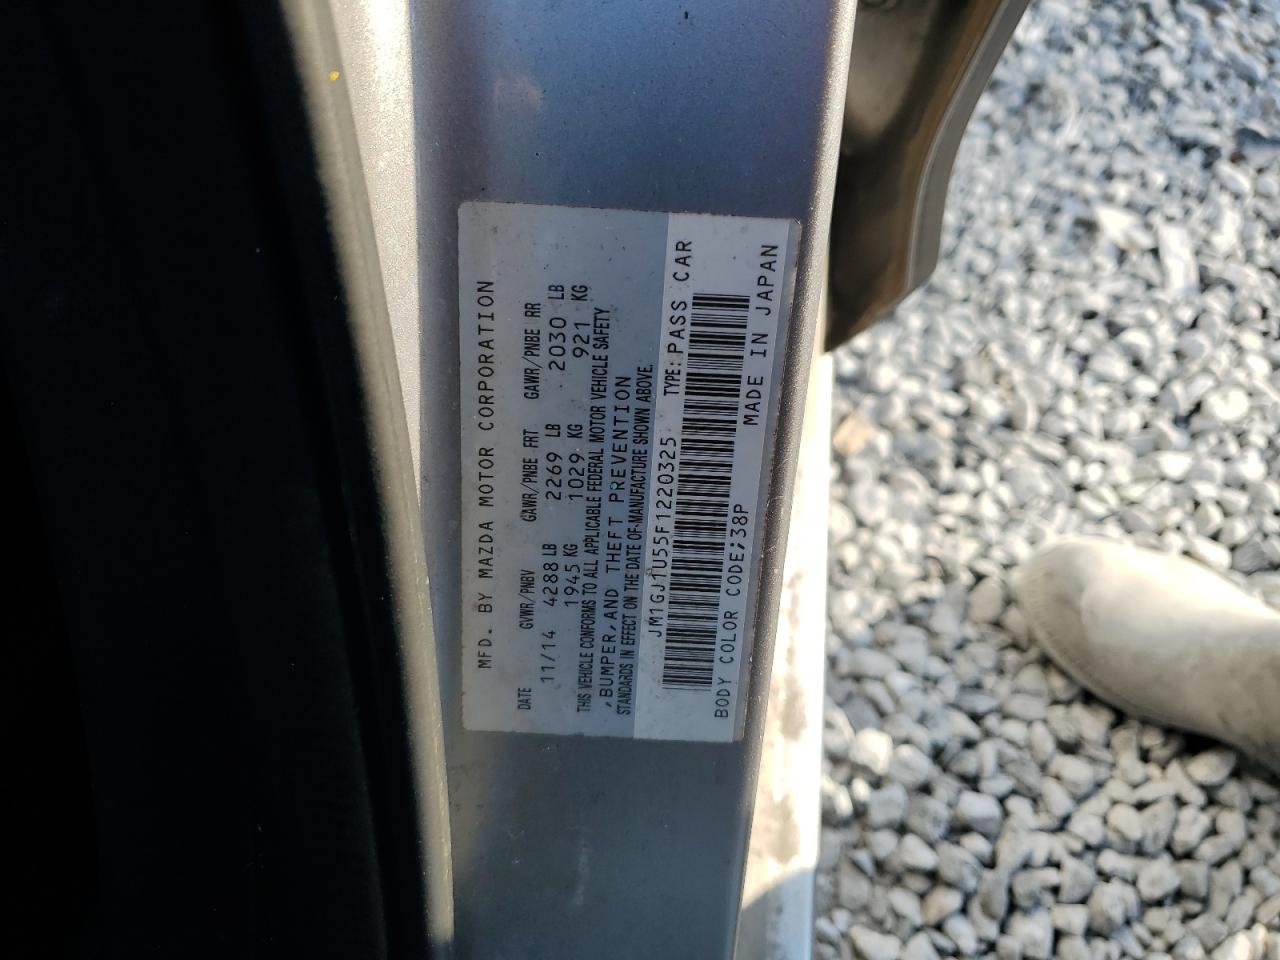 MFD. BY MAZDA MOTOR CORPORATION
DATE GVWR/PNBV GAWR/PNBE FRT GAWR/PNBE RR
11/14 4288 LB 2269 LB 2030 LB
1945 KG 1029 KG 921 KG
THIS VEHICLE CONFORMS TO ALL APPLICABLE FEDERAL MOTOR VEHICLE SAFETY
,BUMPER,AND THEFT PREVENTION
STANDARDS IN EFFECT ON THE DATE OF MANUFACTURE SHOWN ABOVE.
JM1GJ1U55F1220325 TYPE: PASS CAR
BODY COLOR CODE;38P MADE IN JAPAN